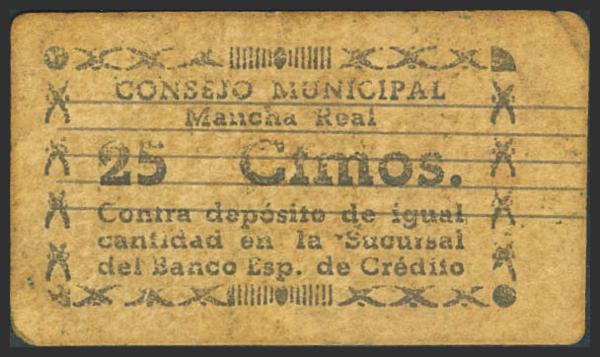 CONSEJO MUNICIPAL
Mancha Real
25 Ctmos.
Contra depósito de igual
cantidad en la Sucursal
del Banco Esp. de Crédito